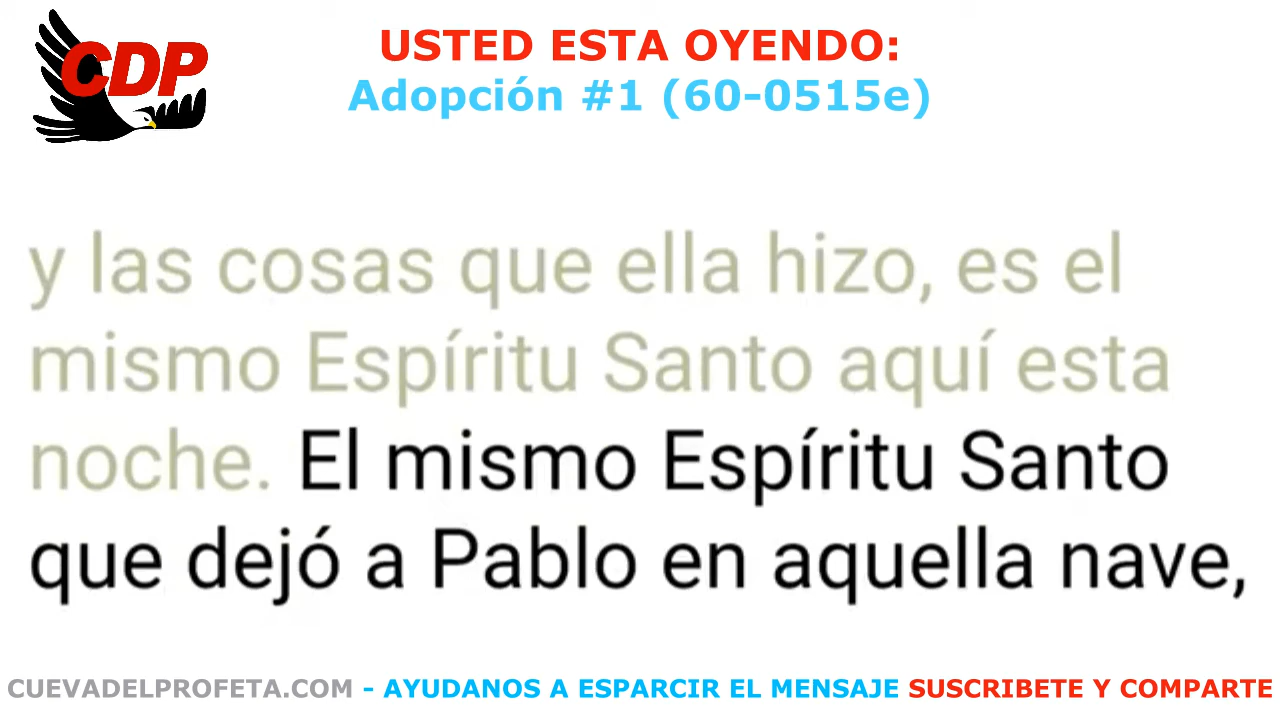 CDP
USTED ESTA OYENDO:
Adopción #1 (60-0515e)
y las cosas que ella hizo, es el
mismo Espíritu Santo aquí esta
noche. El mismo Espíritu Santo
que dejó a Pablo en aquella nave,
CUEVADELPROFETA.COM - AYUDANOS A ESPARCIR EL MENSAJE SUSCRIBETE Y COMPARTE